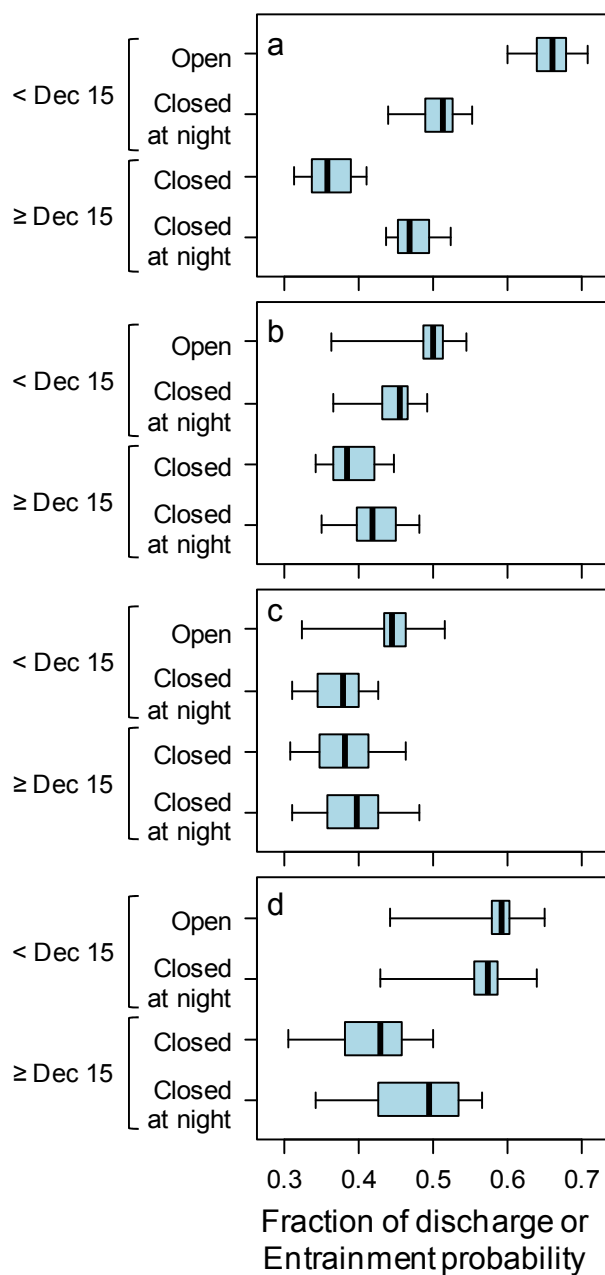 a
Open
< Dec 15
Closed
at night
Closed
≥ Dec 15
Closed
at night
b
Open
< Dec 15
Closed
at night
Closed
≥ Dec 15
Closed
at night
c
Open
< Dec 15
Closed
at night
Closed
≥ Dec 15
Closed
at night
d
Open
< Dec 15
Closed
at night
Closed
≥ Dec 15
Closed
at night
0.3 0.4 0.5 0.6 0.7
Fraction of discharge or
Entrainment probability